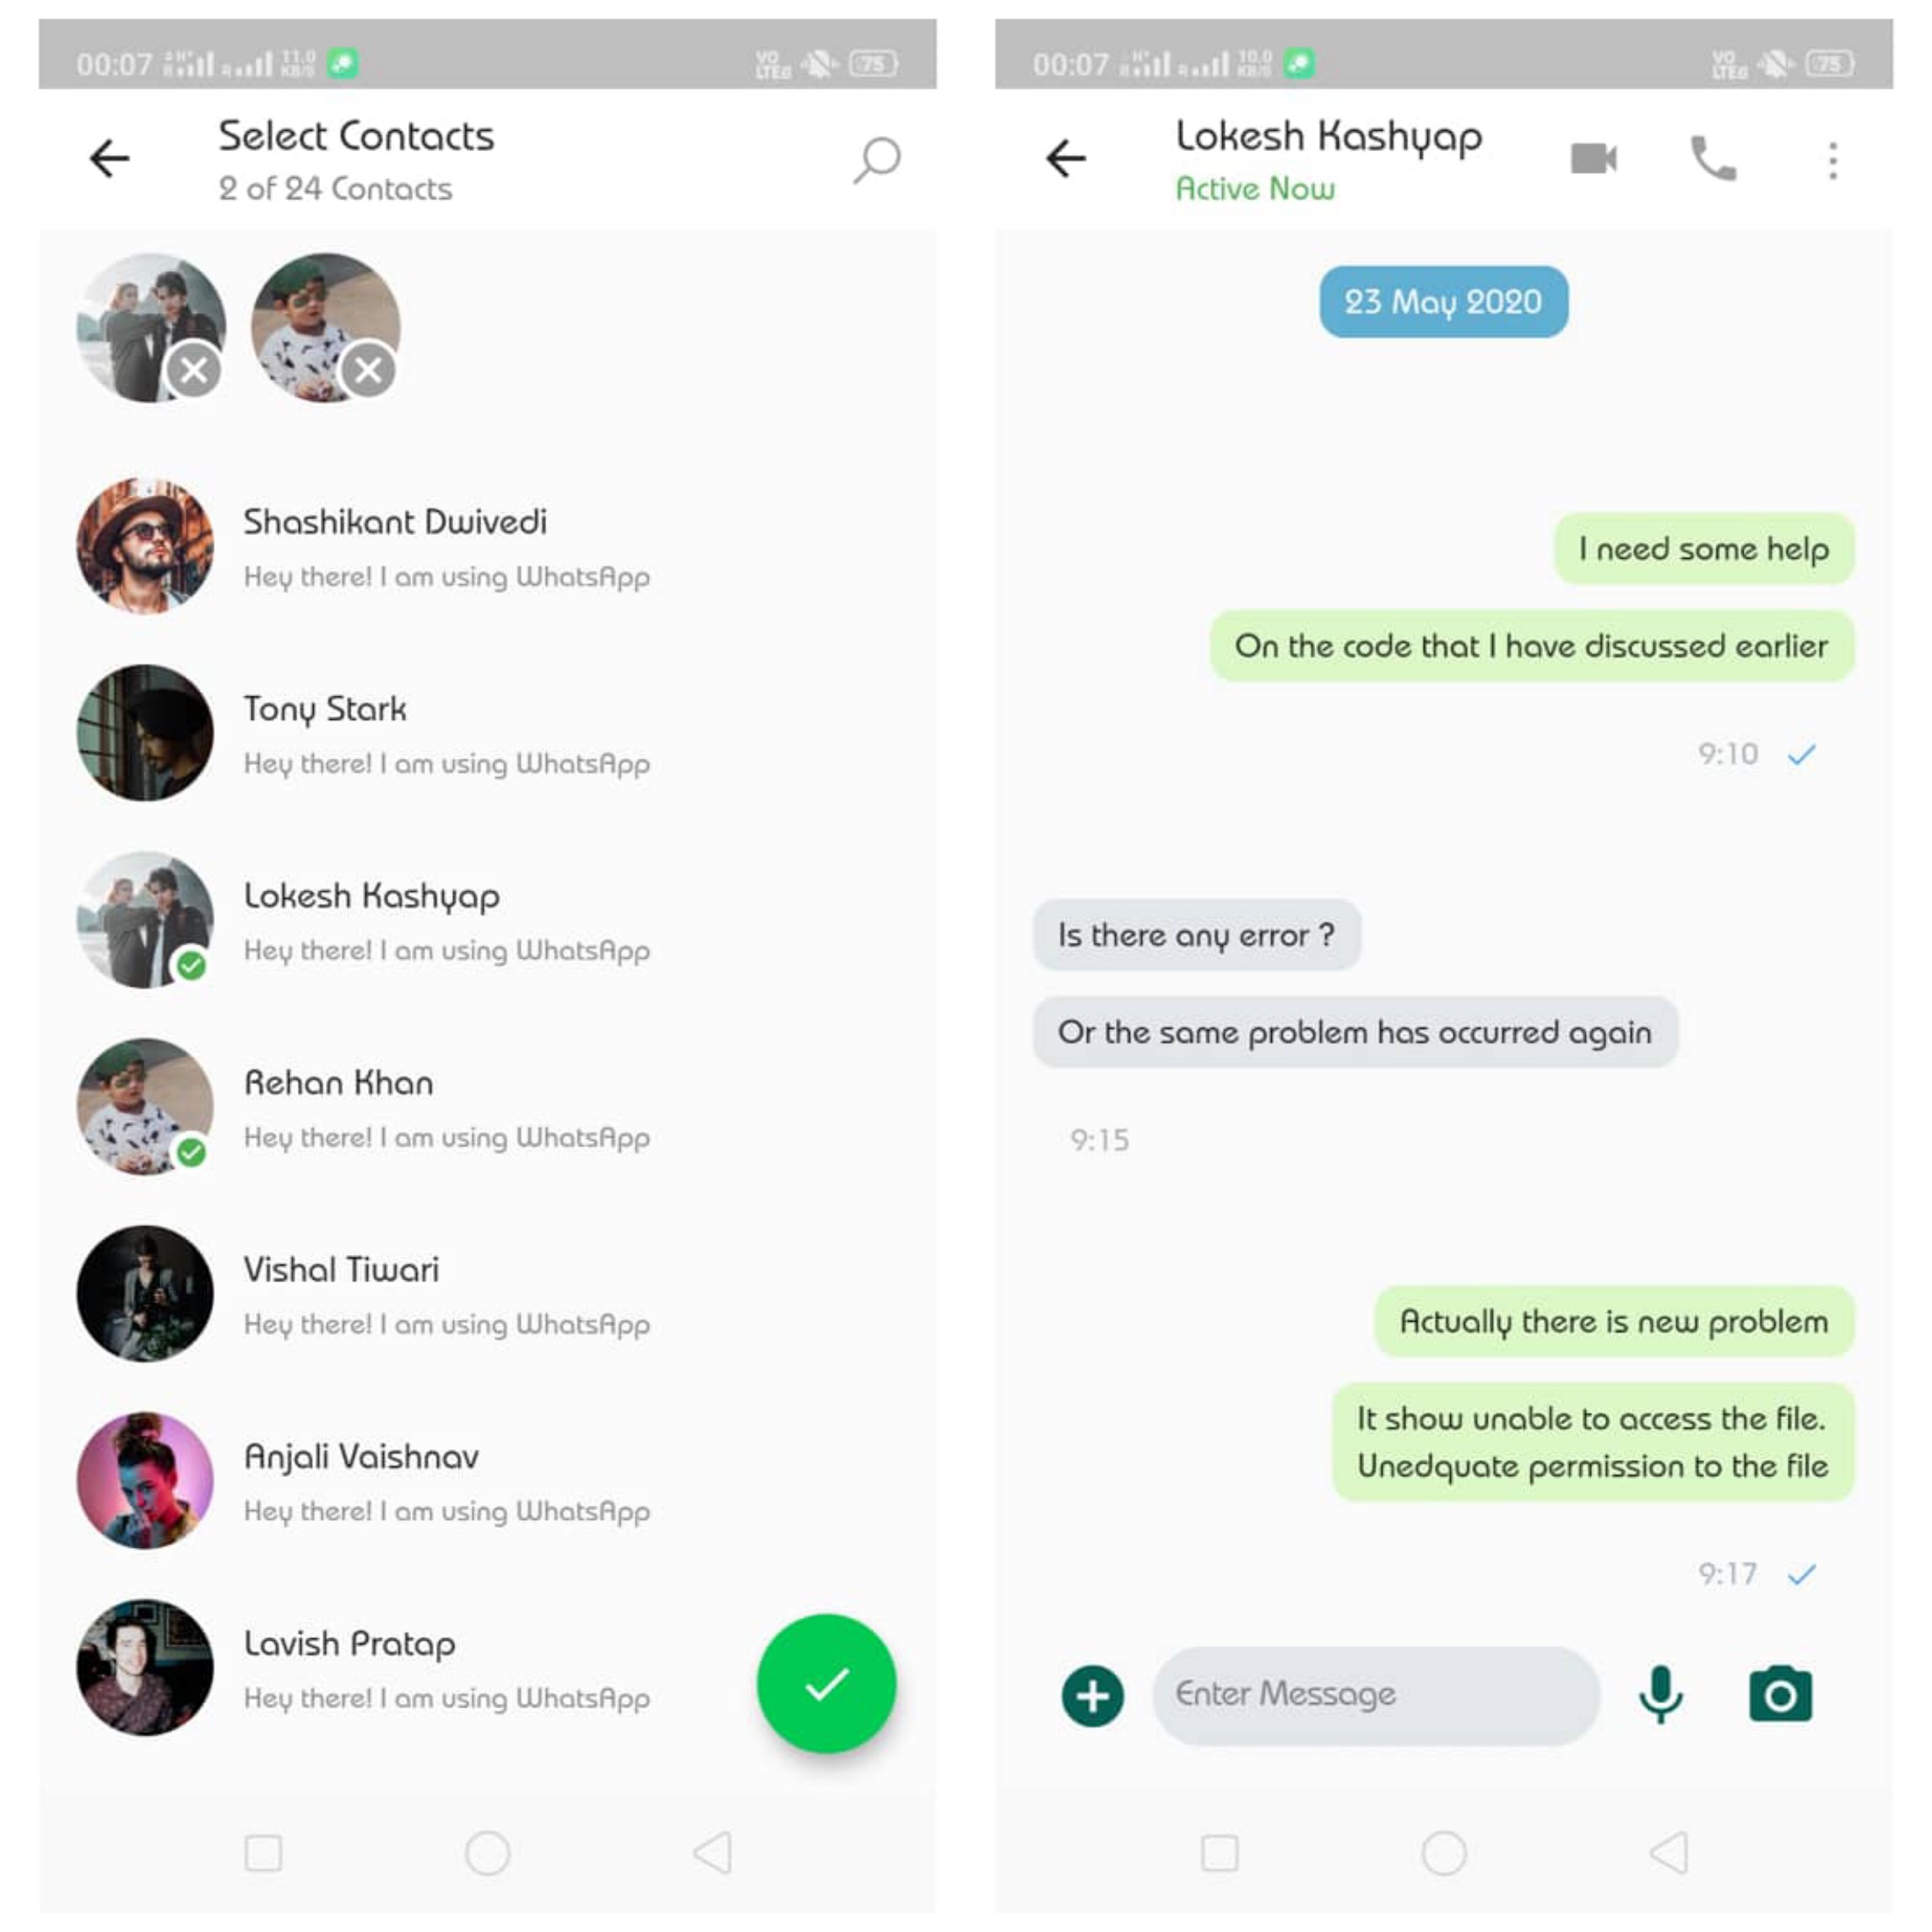 00:07 11.0 KB/S VO LTE 75
Select Contacts
2 of 24 Contacts
Shashikant Dwivedi
Hey there! I am using WhatsApp
Tony Stark
Hey there! I am using WhatsApp
Lokesh Kashyap
Hey there! I am using WhatsApp
Rehan Khan
Hey there! I am using WhatsApp
Vishal Tiwari
Hey there! I am using WhatsApp
Anjali Vaishnav
Hey there! I am using WhatsApp
Lavish Pratap
Hey there! I am using WhatsApp
00:07 10.0 KB/S VO LTE 75
Lokesh Kashyap
Active Now
23 May 2020
I need some help
On the code that I have discussed earlier
9:10
Is there any error ?
Or the same problem has occurred again
9:15
Actually there is new problem
It show unable to access the file.
Unedquate permission to the file
9:17
Enter Message